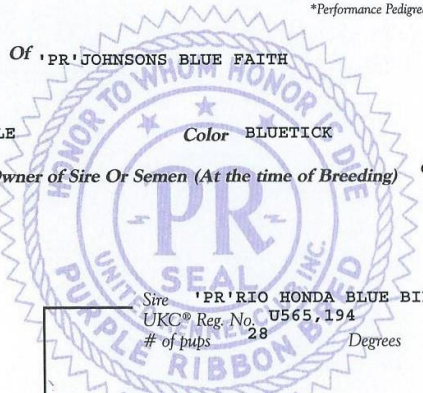 *Performance Pedigree
Of 'PR'JOHNSONS BLUE FAITH
HONOR TO WHOM HONOR IS DUE
Color BLUETICK
Owner of Sire Or Semen (At the time of Breeding)
PR
SEAL
UNITED KENNEL CLUB, INC.
PURPLE RIBBON BRED
Sire 'PR'RIO HONDA BLUE
UKC® Reg. No. U565,194
# of pups 28 Degrees